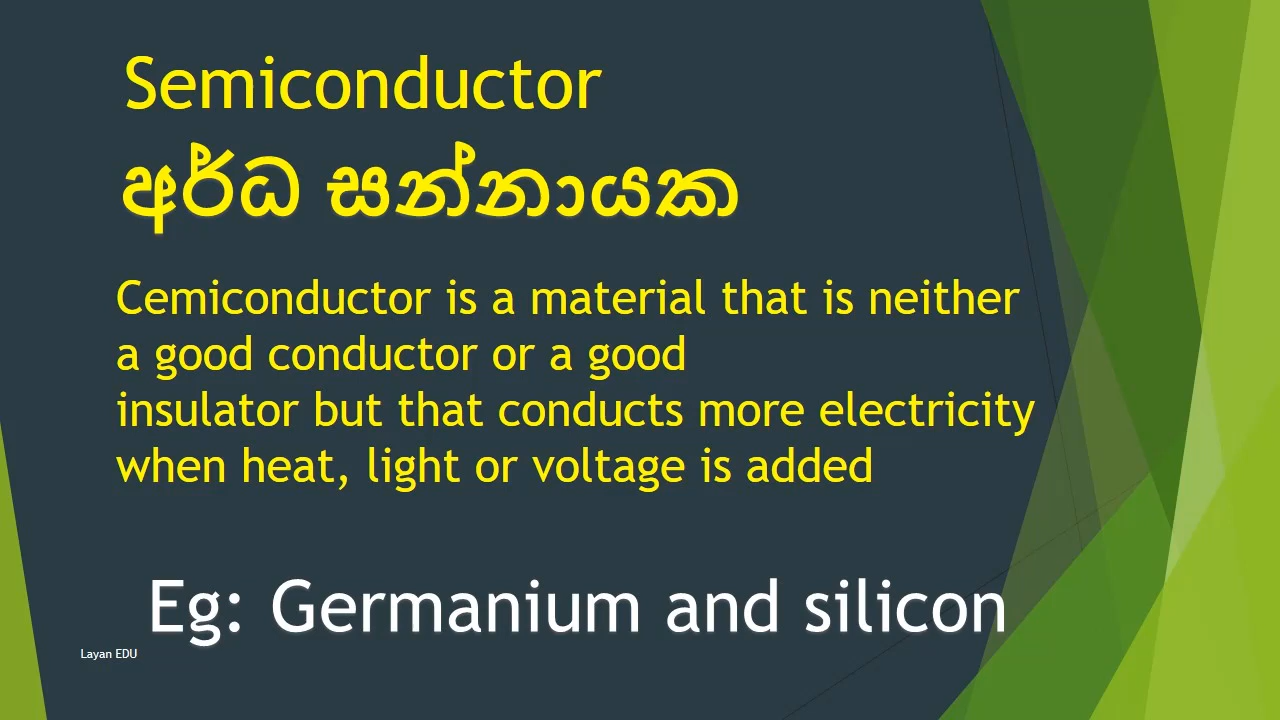 Semiconductor
අර්ධ සන්නායක
Cemiconductor is a material that is neither
a good conductor or a good
insulator but that conducts more electricity
when heat, light or voltage is added
Eg: Germanium and silicon
Layan EDU